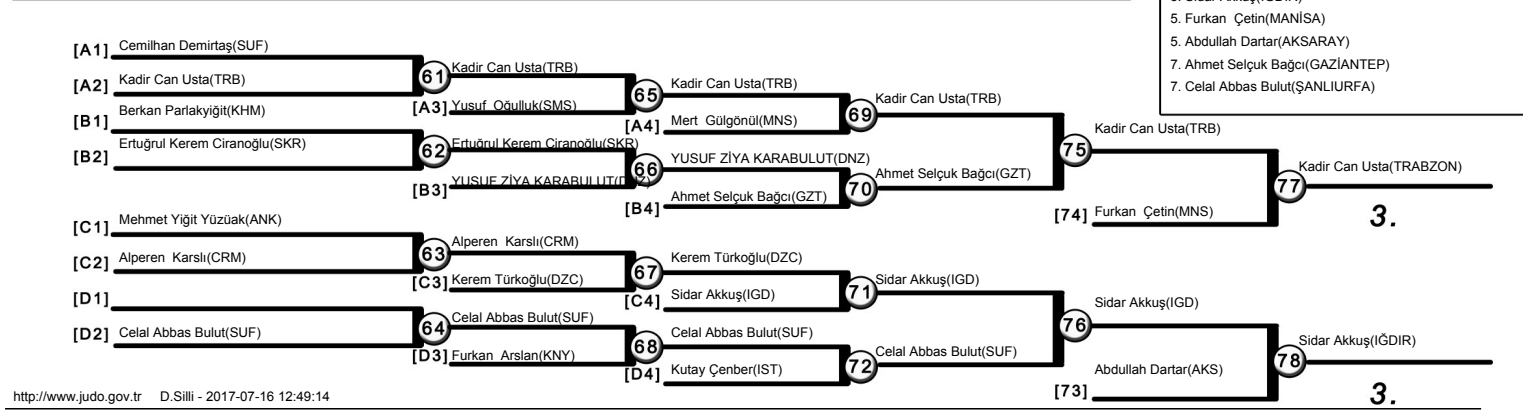 5. Furkan Çetin(MANİSA)
5. Abdullah Dartar(AKSARAY)
7. Ahmet Selçuk Bağcı(GAZİANTEP)
7. Celal Abbas Bulut(ŞANLIURFA)
[A1] Cemilhan Demirtaş(SUF)
[A2] Kadir Can Usta(TRB)
61 Kadir Can Usta(TRB)
[A3] Yusuf Oğulluk(SMS)
65 Kadir Can Usta(TRB)
[A4] Mert Gülgönül(MNS)
69 Kadir Can Usta(TRB)
[B1] Berkan Parlakyiğit(KHM)
[B2] Ertuğrul Kerem Ciranoğlu(SKR)
62 Ertuğrul Kerem Ciranoğlu(SKR)
[B3] YUSUF ZİYA KARABULUT(DNZ)
66 YUSUF ZİYA KARABULUT(DNZ)
[B4] Ahmet Selçuk Bağcı(GZT)
70 Ahmet Selçuk Bağcı(GZT)
75 Kadir Can Usta(TRB)
[74] Furkan Çetin(MNS)
77 Kadir Can Usta(TRABZON)
3.
[C1] Mehmet Yiğit Yüzüak(ANK)
[C2] Alperen Karslı(CRM)
63 Alperen Karslı(CRM)
[C3] Kerem Türkoğlu(DZC)
67 Kerem Türkoğlu(DZC)
[C4] Sidar Akkuş(IGD)
71 Sidar Akkuş(IGD)
[D1]
[D2] Celal Abbas Bulut(SUF)
64 Celal Abbas Bulut(SUF)
[D3] Furkan Arslan(KNY)
68 Celal Abbas Bulut(SUF)
[D4] Kutay Çenber(IST)
72 Celal Abbas Bulut(SUF)
76 Sidar Akkuş(IGD)
[73] Abdullah Dartar(AKS)
78 Sidar Akkuş(IĞDIR)
3.
http://www.judo.gov.tr D.Silli - 2017-07-16 12:49:14